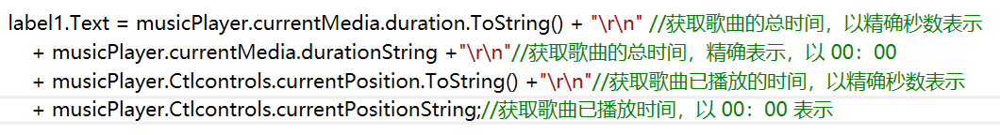 label1.Text = musicPlayer.currentMedia.duration.ToString() + "\r\n" //获取歌曲的总时间，以精确秒数表示
+ musicPlayer.currentMedia.durationString +"\r\n"//获取歌曲的总时间，精确表示，以 00：00
+ musicPlayer.Ctlcontrols.currentPosition.ToString() +"\r\n"//获取歌曲已播放的时间，以精确秒数表示
+ musicPlayer.Ctlcontrols.currentPositionString;//获取歌曲已播放时间，以 00：00 表示